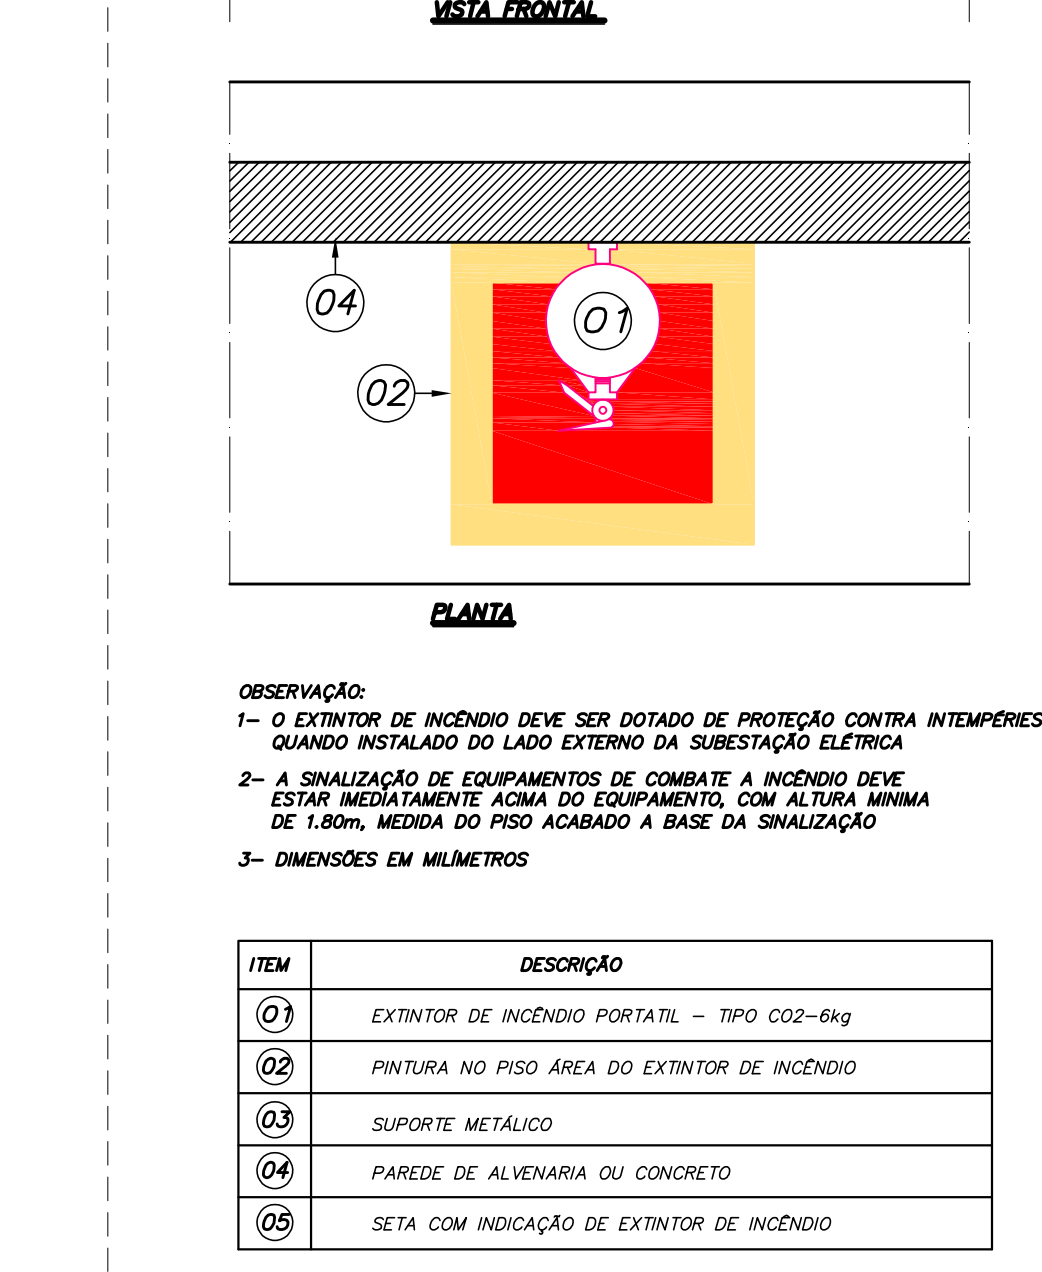 VISTA FRONTAL
04
01
02
PLANTA
OBSERVAÇÃO:
1- O EXTINTOR DE INCÊNDIO DEVE SER DOTADO DE PROTEÇÃO CONTRA INTEMPÉRIES
QUANDO INSTALADO DO LADO EXTERNO DA SUBESTAÇÃO ELÉTRICA
2- A SINALIZAÇÃO DE EQUIPAMENTOS DE COMBATE A INCÊNDIO DEVE
ESTAR IMEDIATAMENTE ACIMA DO EQUIPAMENTO, COM ALTURA MINIMA
DE 1.80m, MEDIDA DO PISO ACABADO A BASE DA SINALIZAÇÃO
3- DIMENSÕES EM MILÍMETROS
ITEM DESCRIÇÃO
01 EXTINTOR DE INCÊNDIO PORTATIL - TIPO CO2-6kg
02 PINTURA NO PISO ÁREA DO EXTINTOR DE INCÊNDIO
03 SUPORTE METÁLICO
04 PAREDE DE ALVENARIA OU CONCRETO
05 SETA COM INDICAÇÃO DE EXTINTOR DE INCÊNDIO